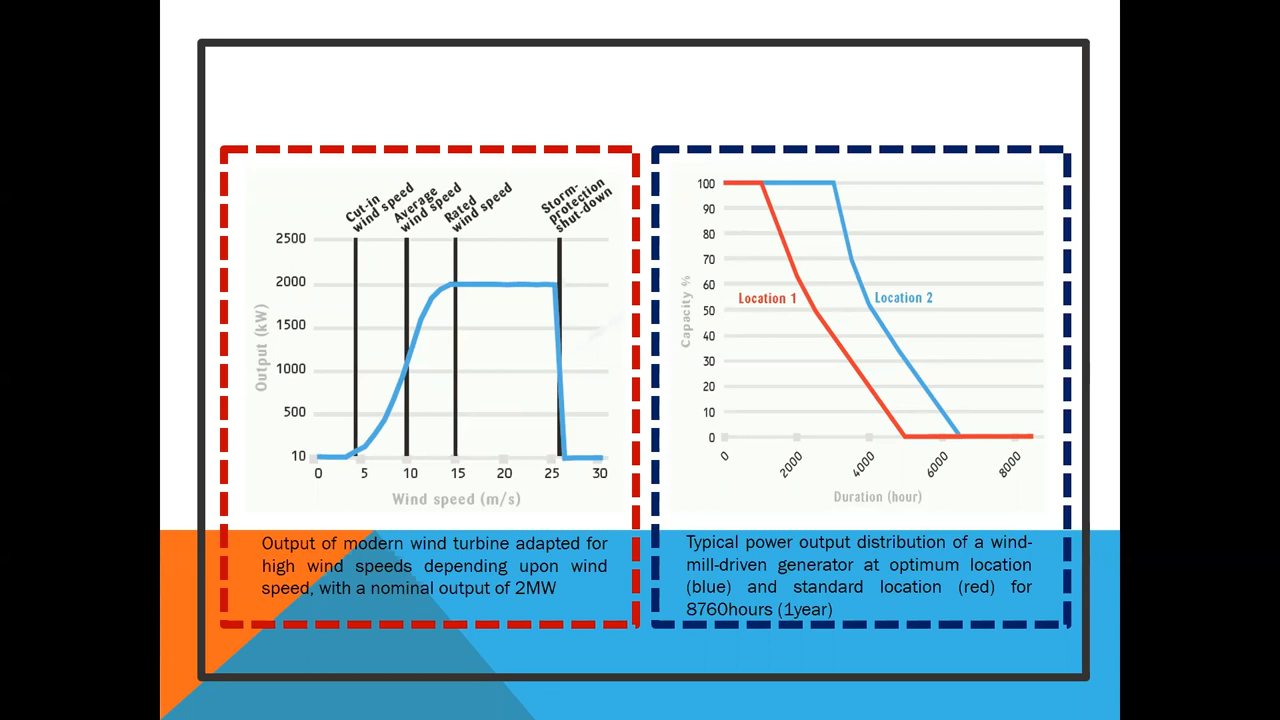 Cut-in
wind speed
Average
wind speed
Rated
wind speed
Storm-
protection
shut-down
2500
2000
1500
1000
500
10
Output (kW)
0 5 10 15 20 25 30
Wind speed (m/s)
Output of modern wind turbine adapted for
high wind speeds depending upon wind
speed, with a nominal output of 2MW
100
90
80
70
60
50
40
30
20
10
0
Capacity %
Location 1
Location 2
0 2000 4000 6000 8000
Duration (hour)
Typical power output distribution of a wind-
mill-driven generator at optimum location
(blue) and standard location (red) for
8760hours (1year)